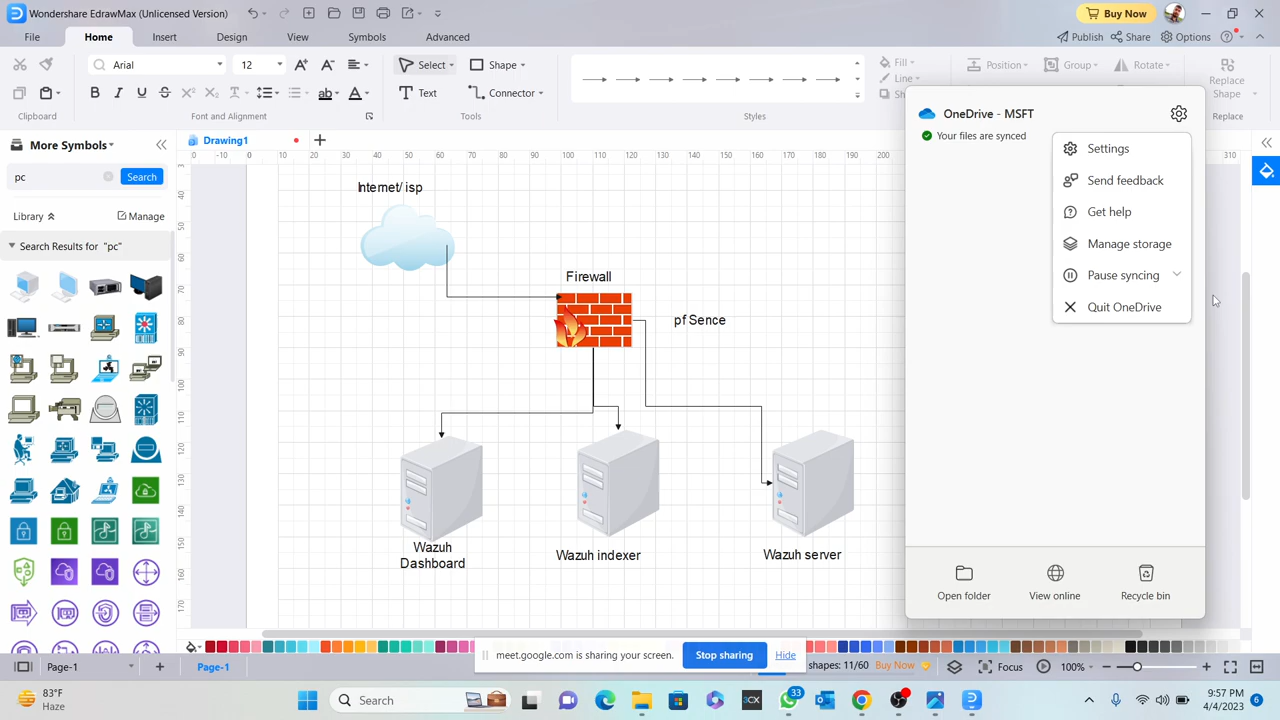 Wondershare EdrawMax (Unlicensed Version)
Buy Now
File
Home
Insert
Design
View
Symbols
Advanced
Publish
Share
Options
Arial
12
Select
Shape
Fill
Position
Group
Rotate
Replace
Shape
Text
Connector
Line
Clipboard
Font and Alignment
Tools
Styles
Replace
More Symbols
Drawing1
pc
Search
Library
Manage
Search Results for "pc"
Internet/ isp
Firewall
pf Sence
Wazuh
Dashboard
Wazuh indexer
Wazuh server
OneDrive - MSFT
Your files are synced
Settings
Send feedback
Get help
Manage storage
Pause syncing
Quit OneDrive
Open folder
View online
Recycle bin
meet.google.com is sharing your screen.
Stop sharing
Hide
Page-1
Page-1
shapes: 11/60
Buy Now
Focus
100%
83°F
Haze
Search
3CX
33
9:57 PM
4/4/2023
6